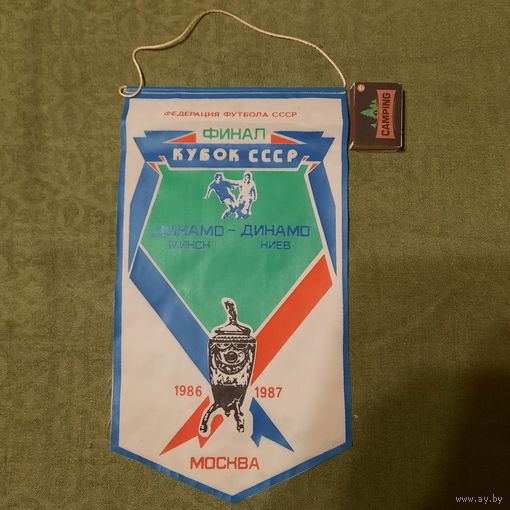 ФЕДЕРАЦИЯ ФУТБОЛА СССР
ФИНАЛ
КУБОК СССР
ДИНАМО – ДИНАМО
МИНСК КИЕВ
1986 1987
МОСКВА
CAMPING
www.ay.by